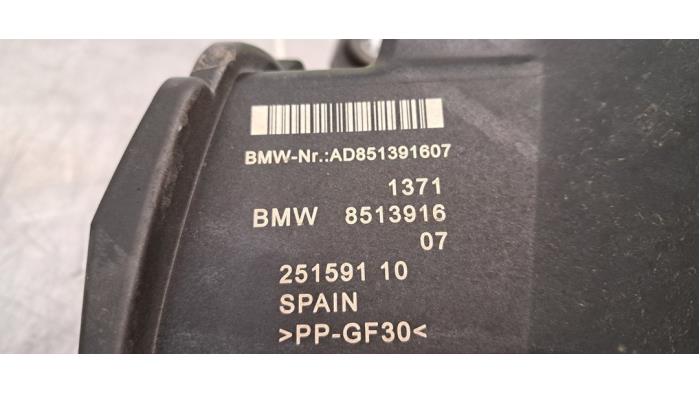 BMW-Nr.:AD851391607
1371
BMW 8513916
07
251591 10
SPAIN
>PP-GF30<